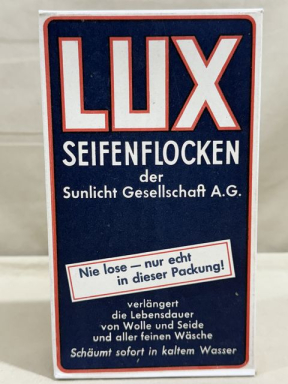 LUX
SEIFENFLOCKEN
der
Sunlicht Gesellschaft A.G.
Nie lose — nur echt
in dieser Packung!
verlängert
die Lebensdauer
von Wolle und Seide
und aller feinen Wäsche
Schäumt sofort in kaltem Wasser